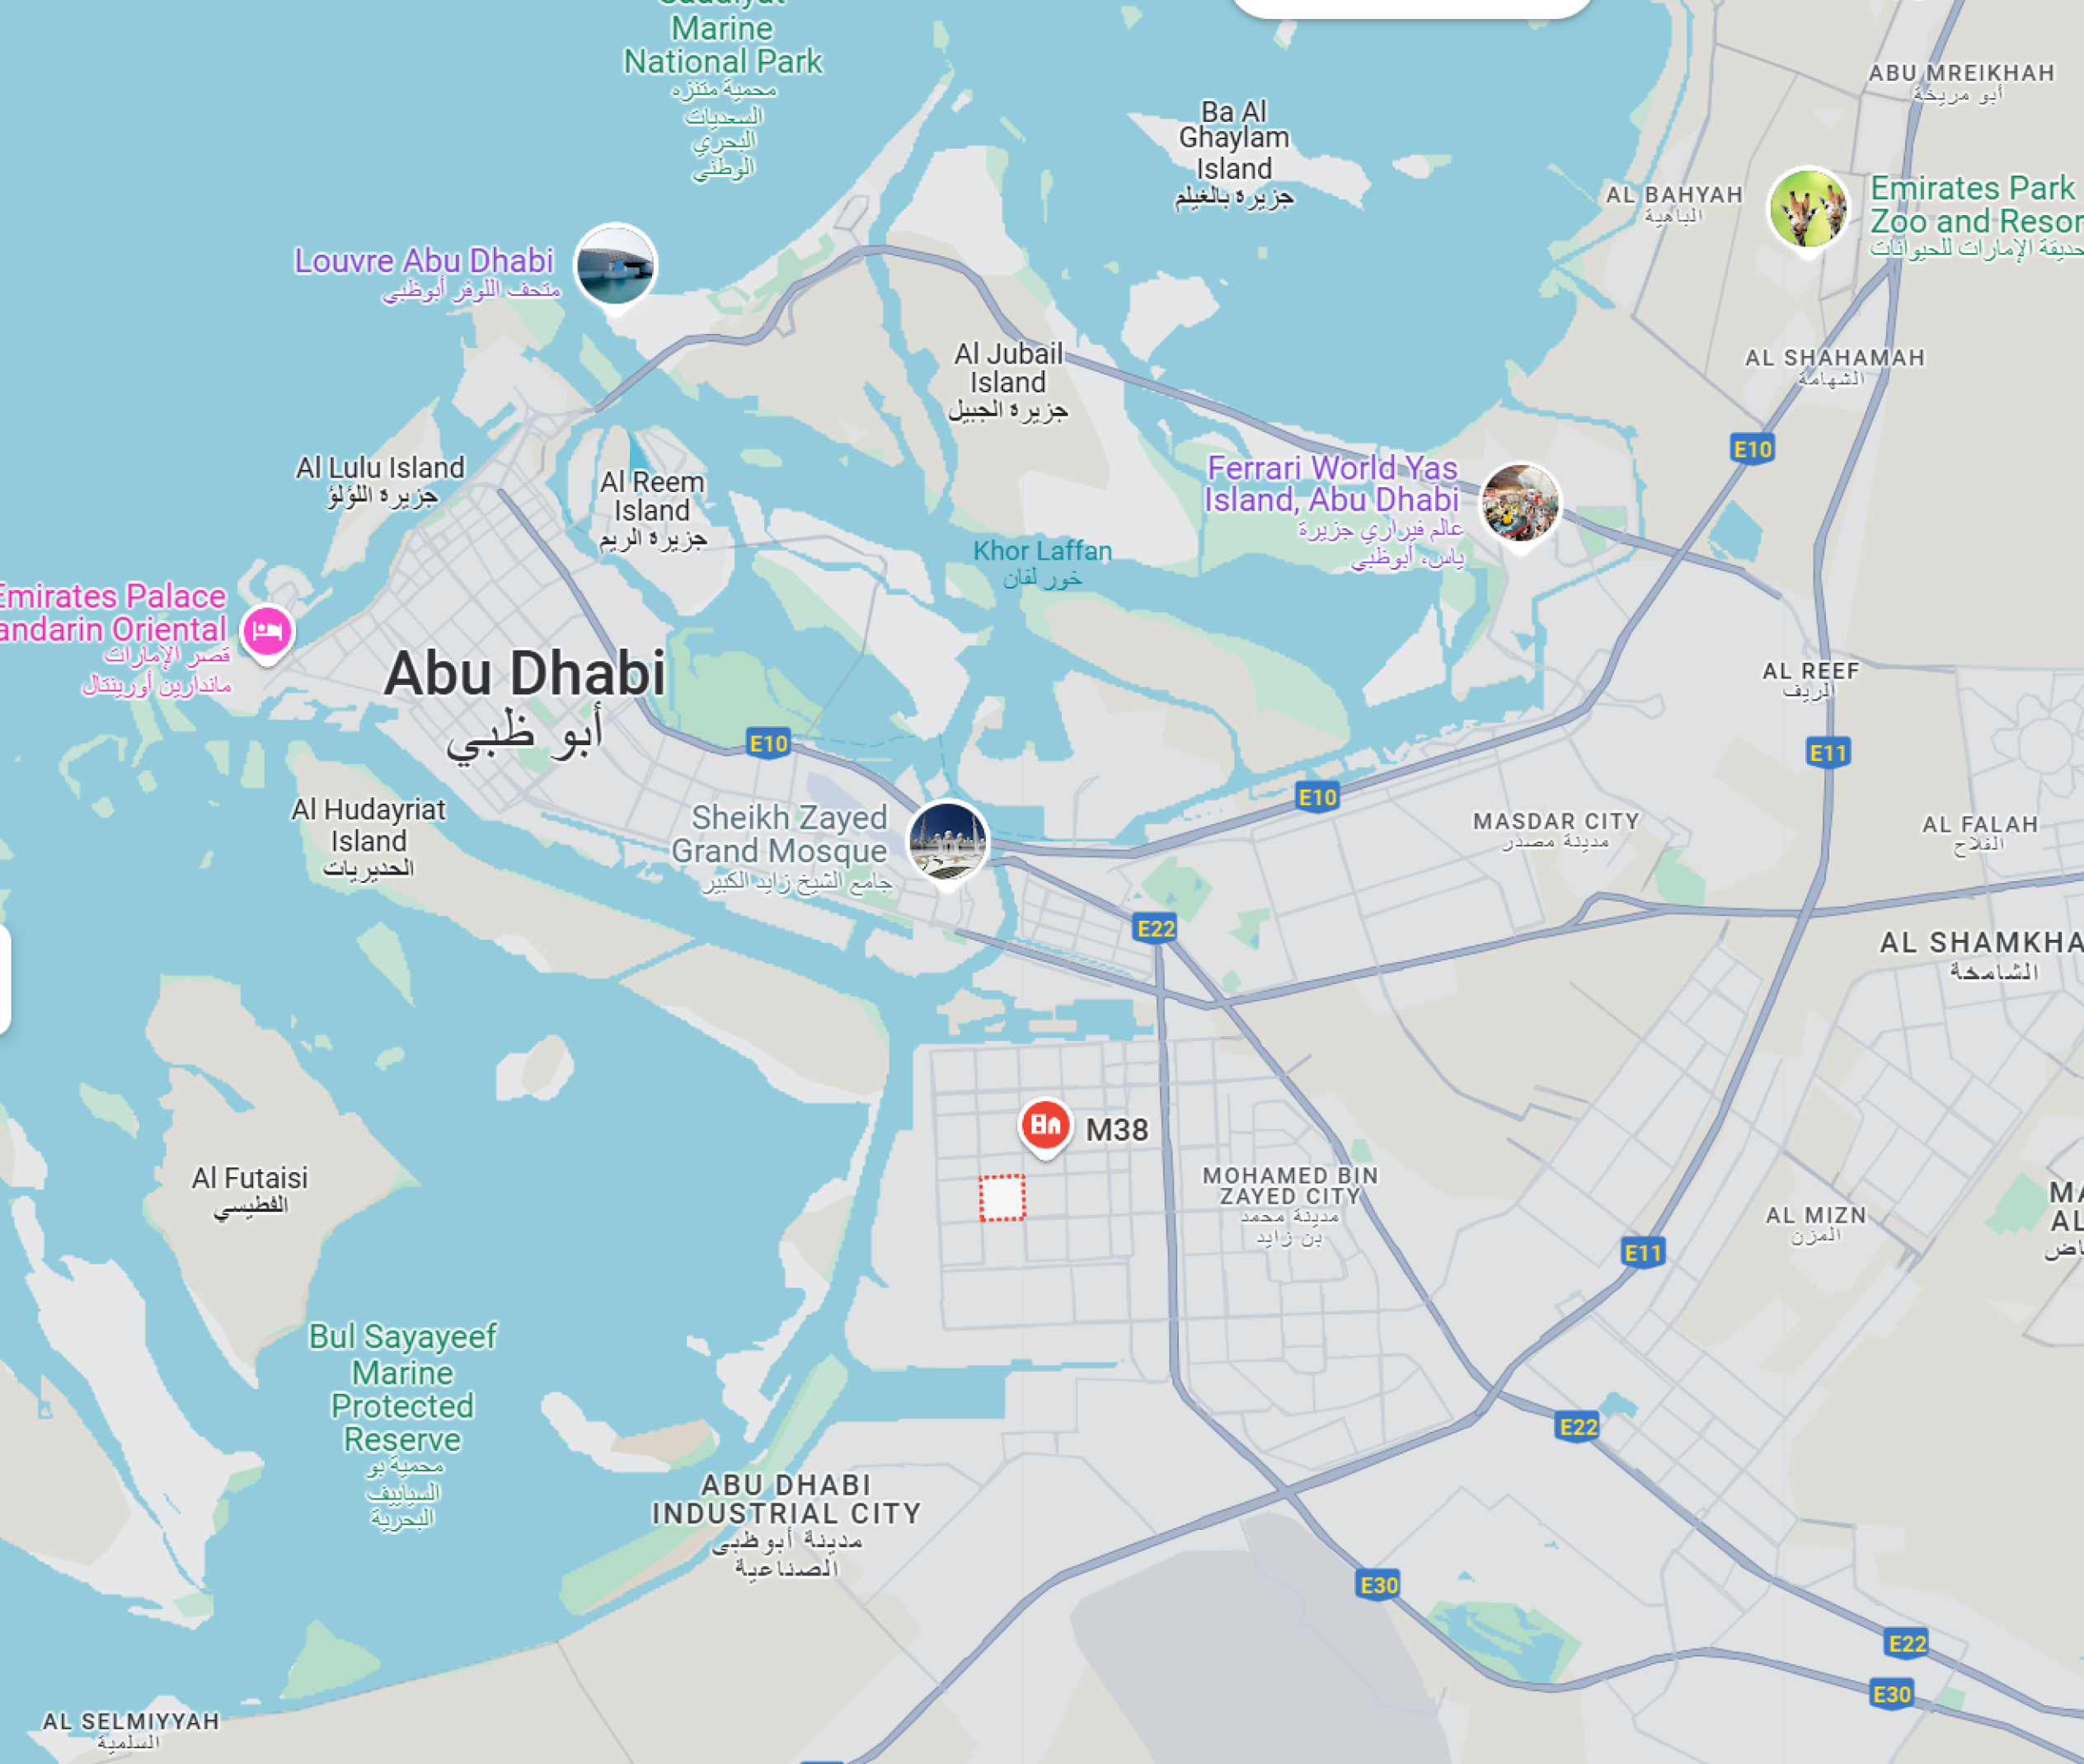 Marine
National Park
محمية متنزه
السعديات
البحري
الوطني
Ba Al
Ghaylam
Island
جزيرة بالغيلم
ABU MREIKHAH
أبو مريخة
AL BAHYAH
الباهية
Emirates Park
Zoo and Resor
حديقة الإمارات للحيوانات
Louvre Abu Dhabi
متحف اللوفر أبوظبي
Al Jubail
Island
جزيرة الجبيل
AL SHAHAMAH
الشهامة
E10
Al Lulu Island
جزيرة اللؤلؤ
Al Reem
Island
جزيرة الريم
Ferrari World Yas
Island, Abu Dhabi
عالم فيراري جزيرة
ياس، أبوظبي
Khor Laffan
خور لفان
Emirates Palace
andarin Oriental
قصر الإمارات
ماندارين أورينتال
Abu Dhabi
أبو ظبي
AL REEF
الريف
E10
E11
E10
Al Hudayriat
Island
الحديريات
Sheikh Zayed
Grand Mosque
جامع الشيخ زايد الكبير
MASDAR CITY
مدينة مصدر
AL FALAH
الفلاح
E22
AL SHAMKHA
الشامخة
M38
Al Futaisi
الفطيسي
MOHAMED BIN
ZAYED CITY
مدينة محمد
بن زايد
AL MIZN
المزن
MA
AL
E11
Bul Sayayeef
Marine
Protected
Reserve
محمية بو
السياييف
البحرية
E22
ABU DHABI
INDUSTRIAL CITY
مدينة أبوظبي
الصناعية
E30
E22
E30
AL SELMIYYAH
السلمية